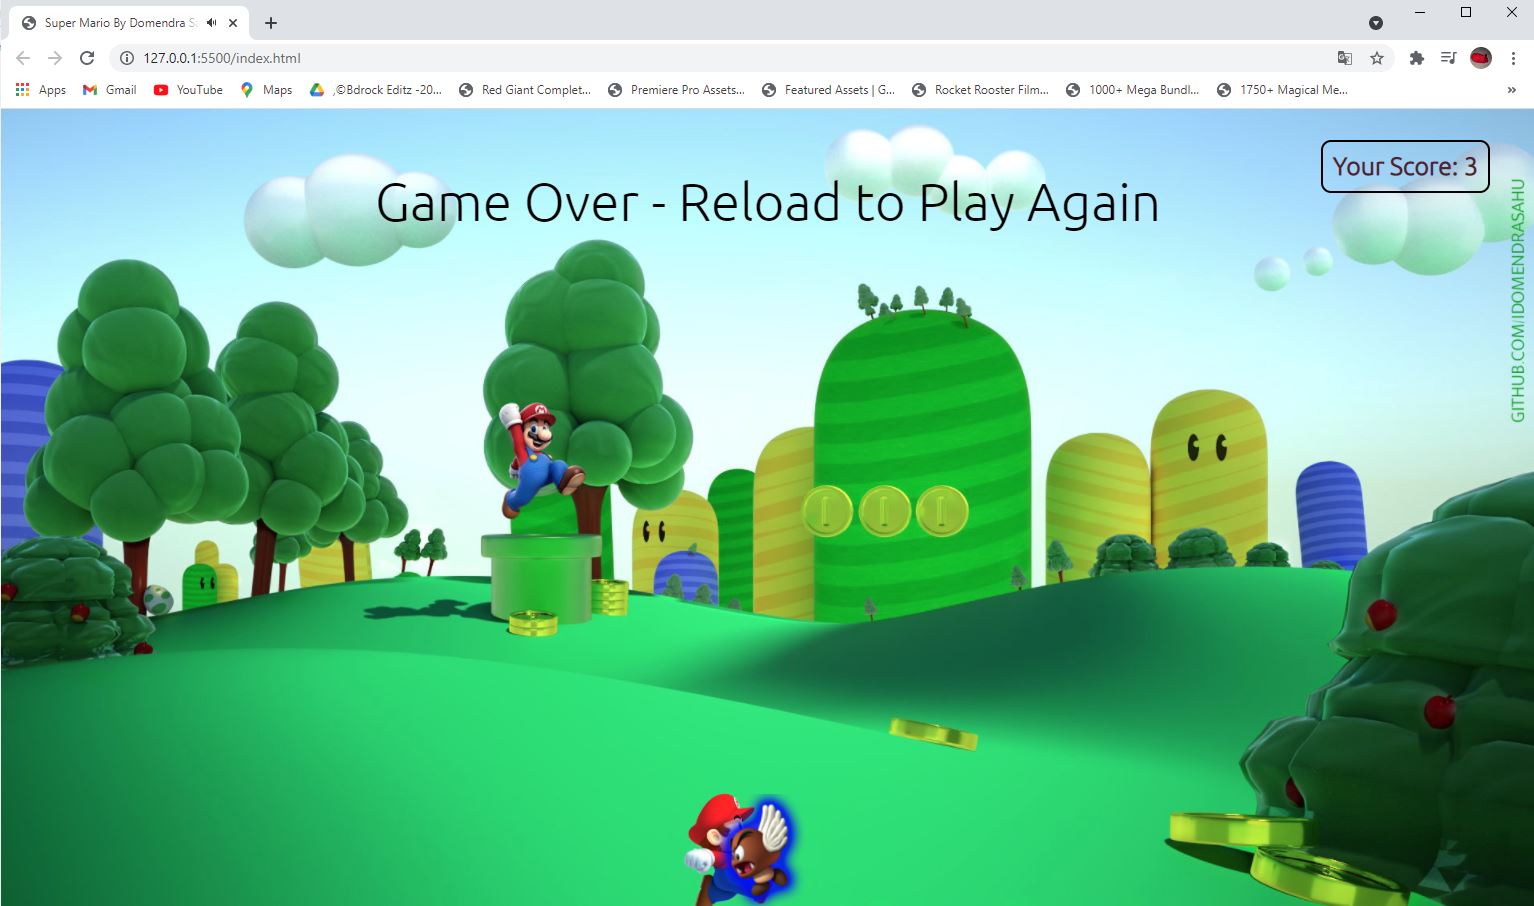 Super Mario By Domendra S
127.0.0.1:5500/index.html
Apps Gmail YouTube Maps ,©Bdrock Editz -20... Red Giant Complet... Premiere Pro Assets... Featured Assets | G... Rocket Rooster Film... 1000+ Mega Bundl... 1750+ Magical Me... »
Your Score: 3
Game Over - Reload to Play Again
GITHUB.COM/IDOMENDRASAHU